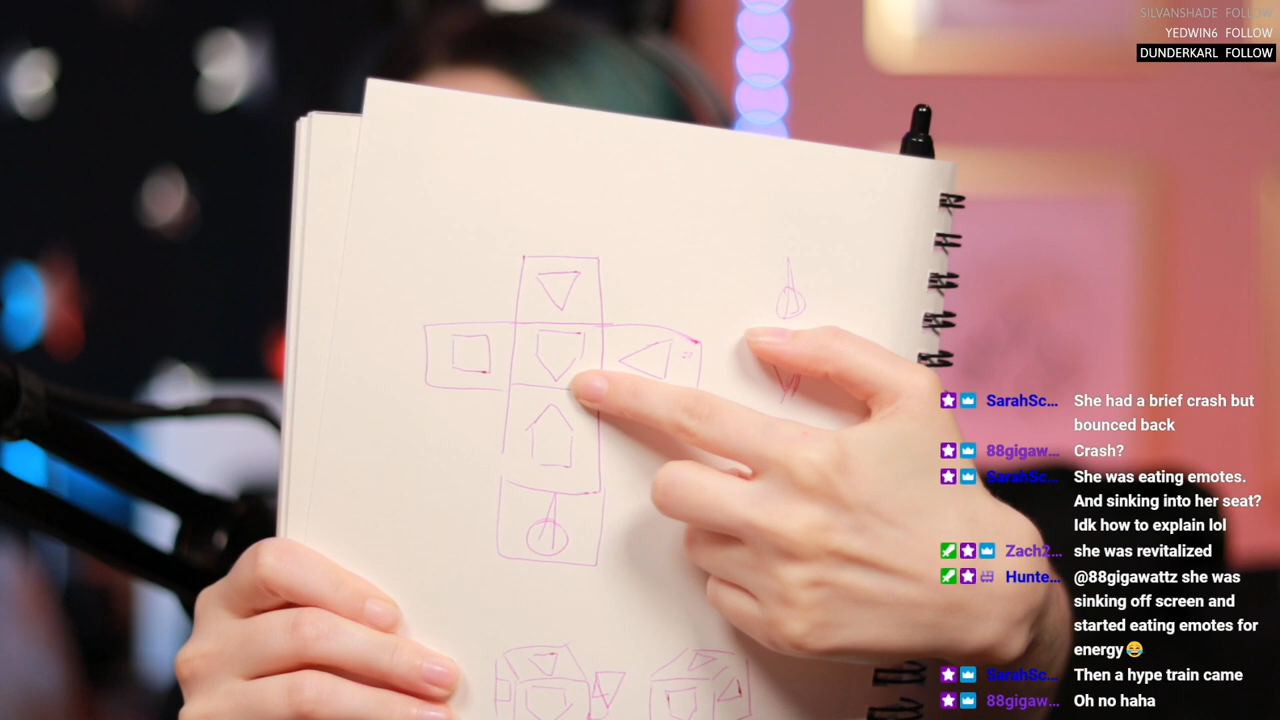 SILVANSHADE FOLLOW
YEDWIN6 FOLLOW
DUNDERKARL FOLLOW
SarahSc... She had a brief crash but
bounced back
88gigaw... Crash?
SarahSc... She was eating emotes.
And sinking into her seat?
Idk how to explain lol
Zach2... she was revitalized
Hunte... @88gigawattz she was
sinking off screen and
started eating emotes for
energy😂
SarahSc... Then a hype train came
88gigaw... Oh no haha